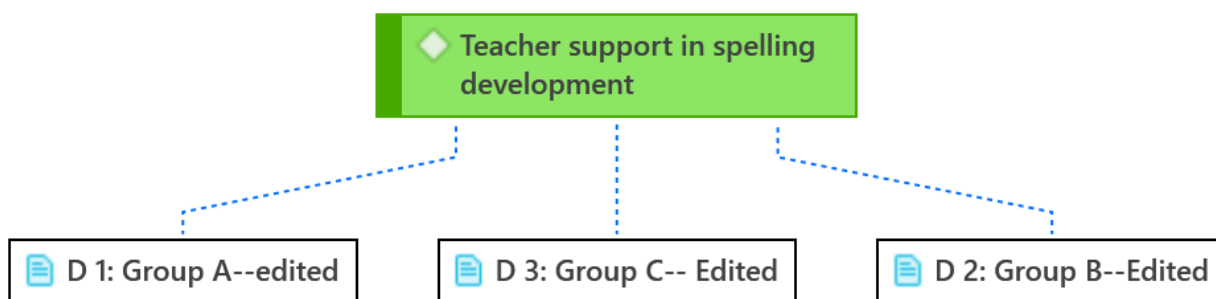 Teacher support in spelling
development
D 1: Group A--edited
D 3: Group C-- Edited
D 2: Group B--Edited